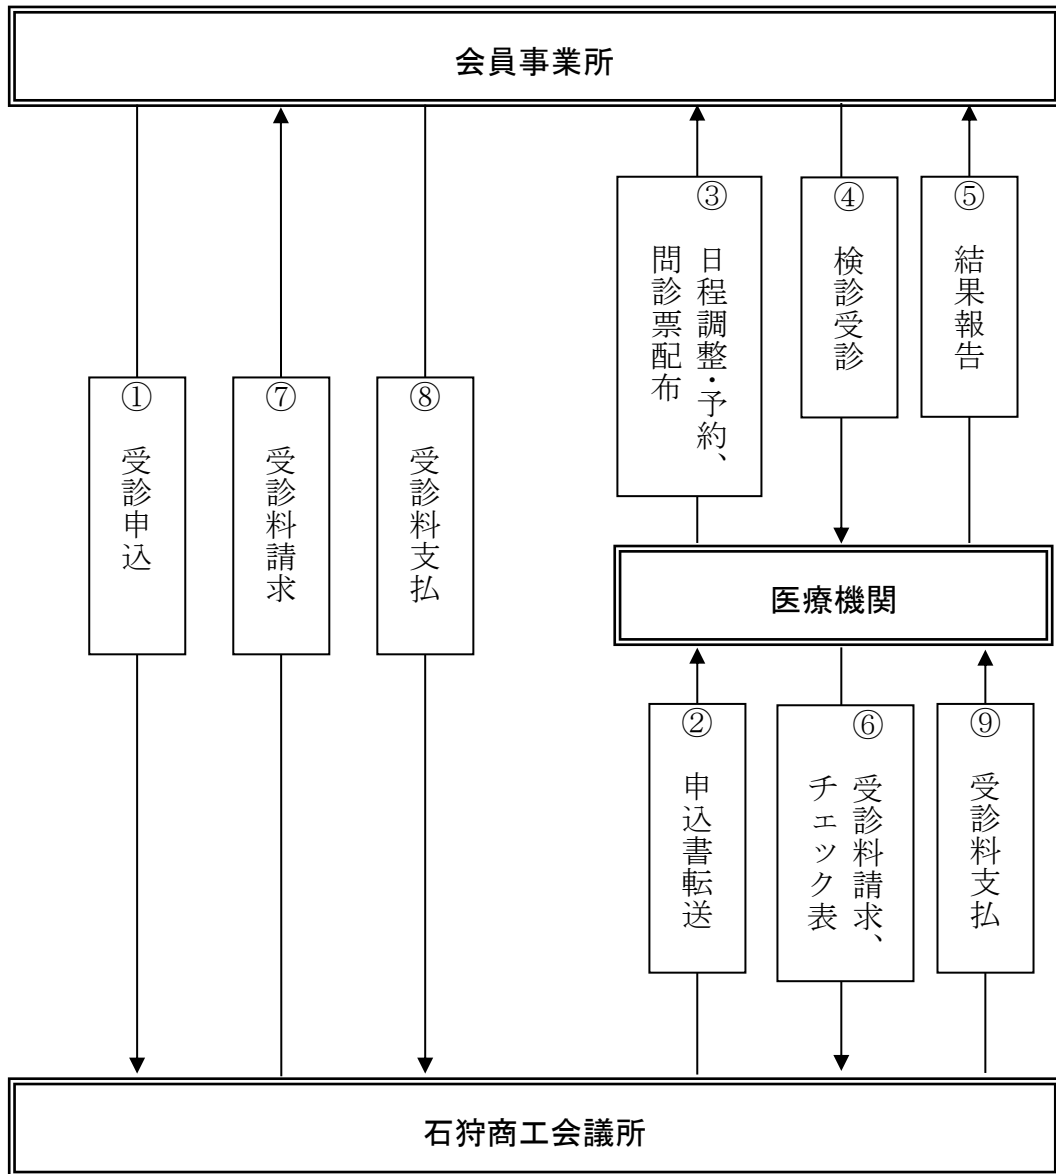 会員事業所
①　受診申込
⑦　受診料請求
⑧　受診料支払
③　日程調整・予約、
問診票配布
④　検診受診
⑤　結果報告
医療機関
②　申込書転送
⑥　受診料請求、
チェック表
⑨　受診料支払
石狩商工会議所